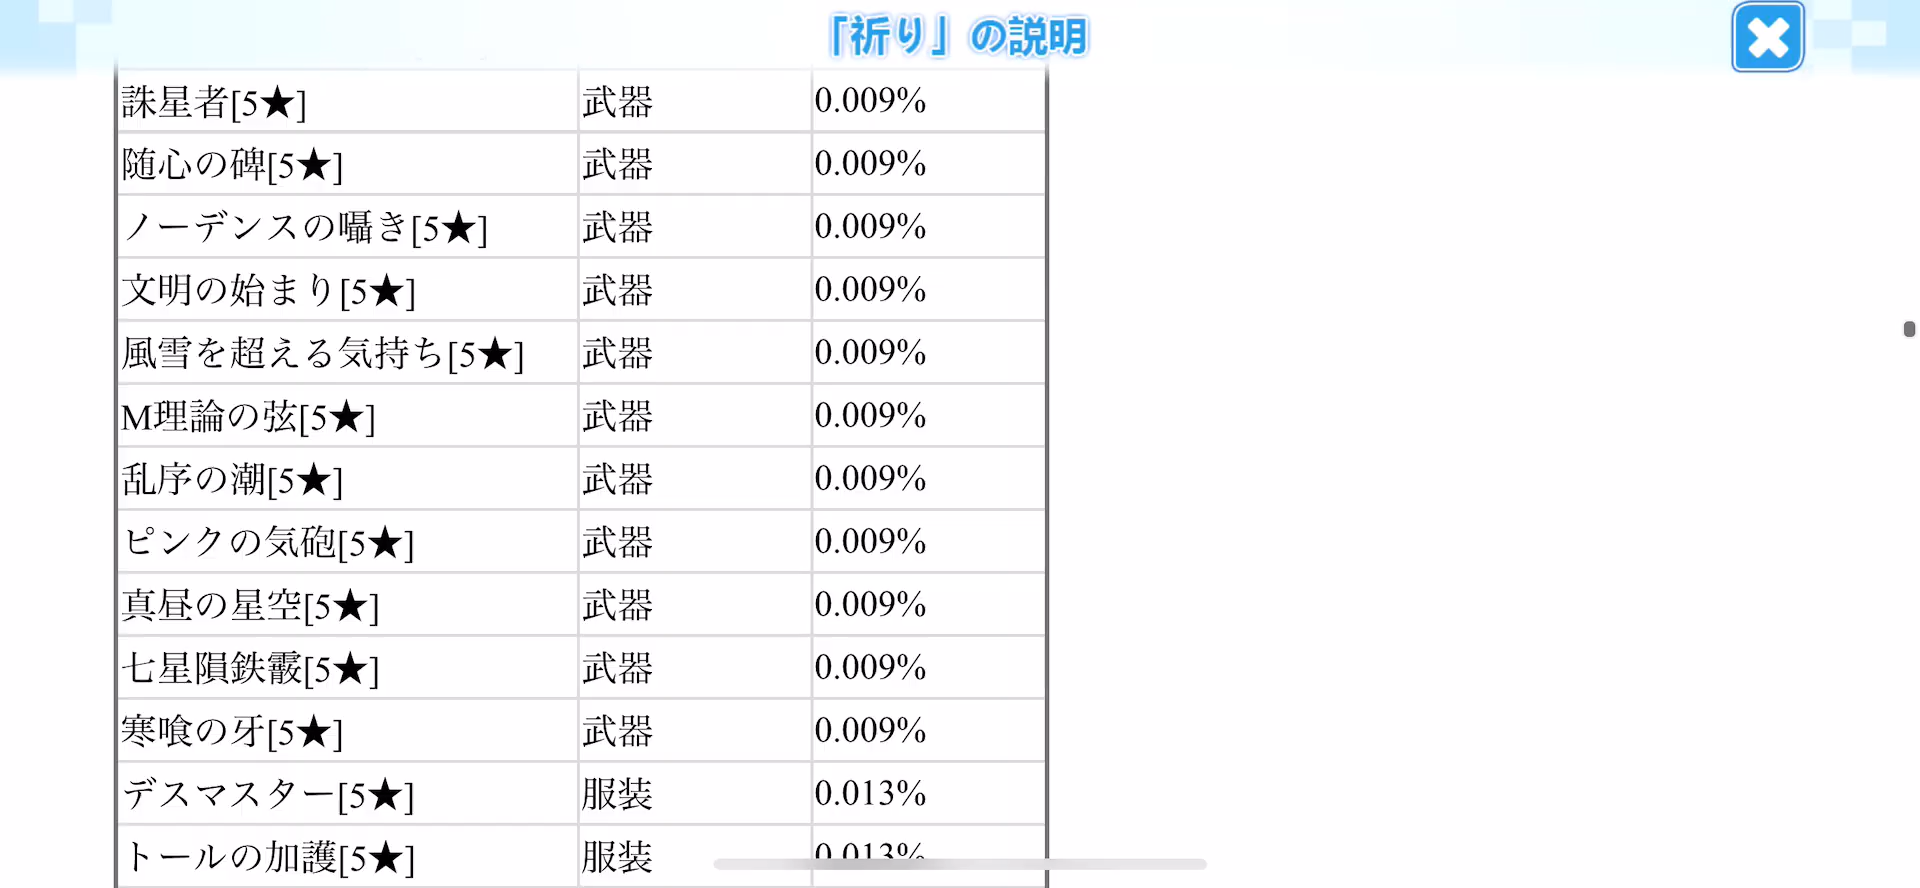 「祈り」の説明
誅星者[5★] 武器 0.009%
随心の碑[5★] 武器 0.009%
ノーデンスの囁き[5★] 武器 0.009%
文明の始まり[5★] 武器 0.009%
風雪を超える気持ち[5★] 武器 0.009%
M理論の弦[5★] 武器 0.009%
乱序の潮[5★] 武器 0.009%
ピンクの気砲[5★] 武器 0.009%
真昼の星空[5★] 武器 0.009%
七星隕鉄霰[5★] 武器 0.009%
寒喰の牙[5★] 武器 0.009%
デスマスター[5★] 服装 0.013%
トールの加護[5★] 服装 0.013%